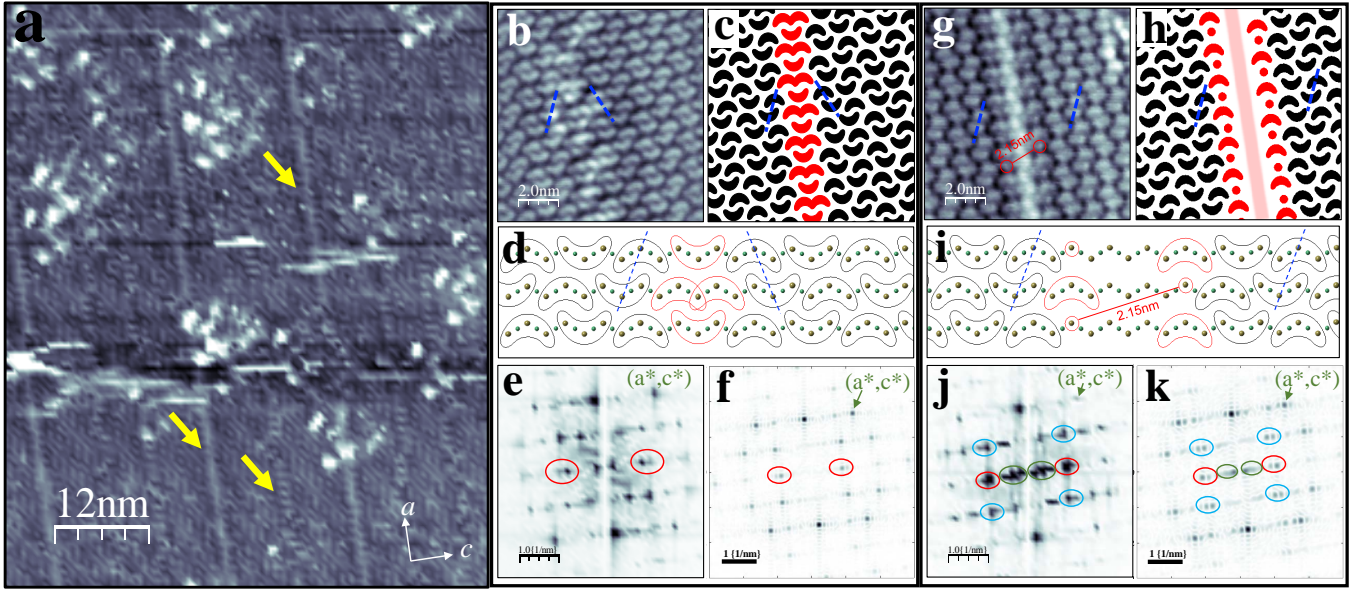 a
12nm
a
c
b
2.0nm
c
d
e
(a*,c*)
1.0{1/nm}
f
(a*,c*)
1 {1/nm}
g
2.15nm
2.0nm
h
i
2.15nm
j
(a*,c*)
1.0{1/nm}
k
(a*,c*)
1 {1/nm}